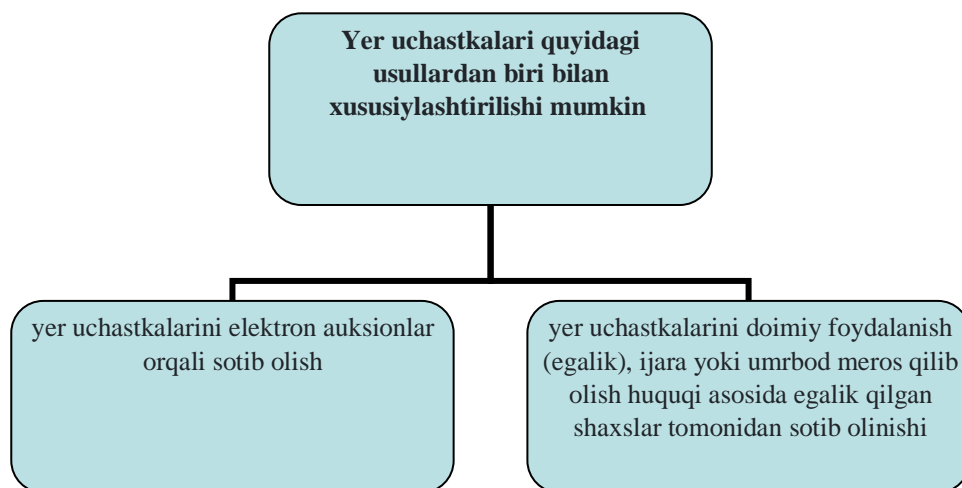 Yer uchastkalari quyidagi
usullardan biri bilan
xususiylashtirilishi mumkin
yer uchastkalarini elektron auksionlar
orqali sotib olish
yer uchastkalarini doimiy foydalanish
(egalik), ijara yoki umrbod meros qilib
olish huquqi asosida egalik qilgan
shaxslar tomonidan sotib olinishi